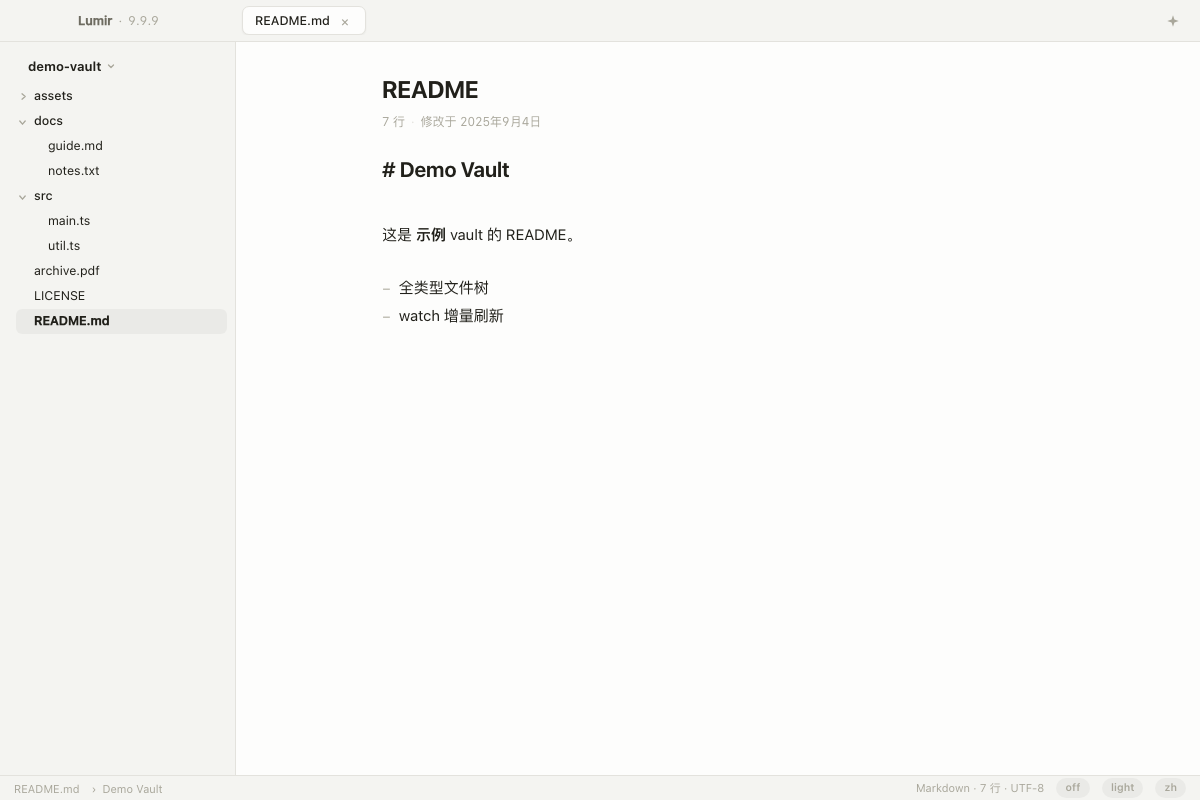 Lumir · 9.9.9
README.md ×
demo-vault
assets
docs
guide.md
notes.txt
src
main.ts
util.ts
archive.pdf
LICENSE
README.md
README
7 行 · 修改于 2025年9月4日
# Demo Vault
这是 示例 vault 的 README。
– 全类型文件树
– watch 增量刷新
README.md › Demo Vault
Markdown · 7 行 · UTF-8 off light zh